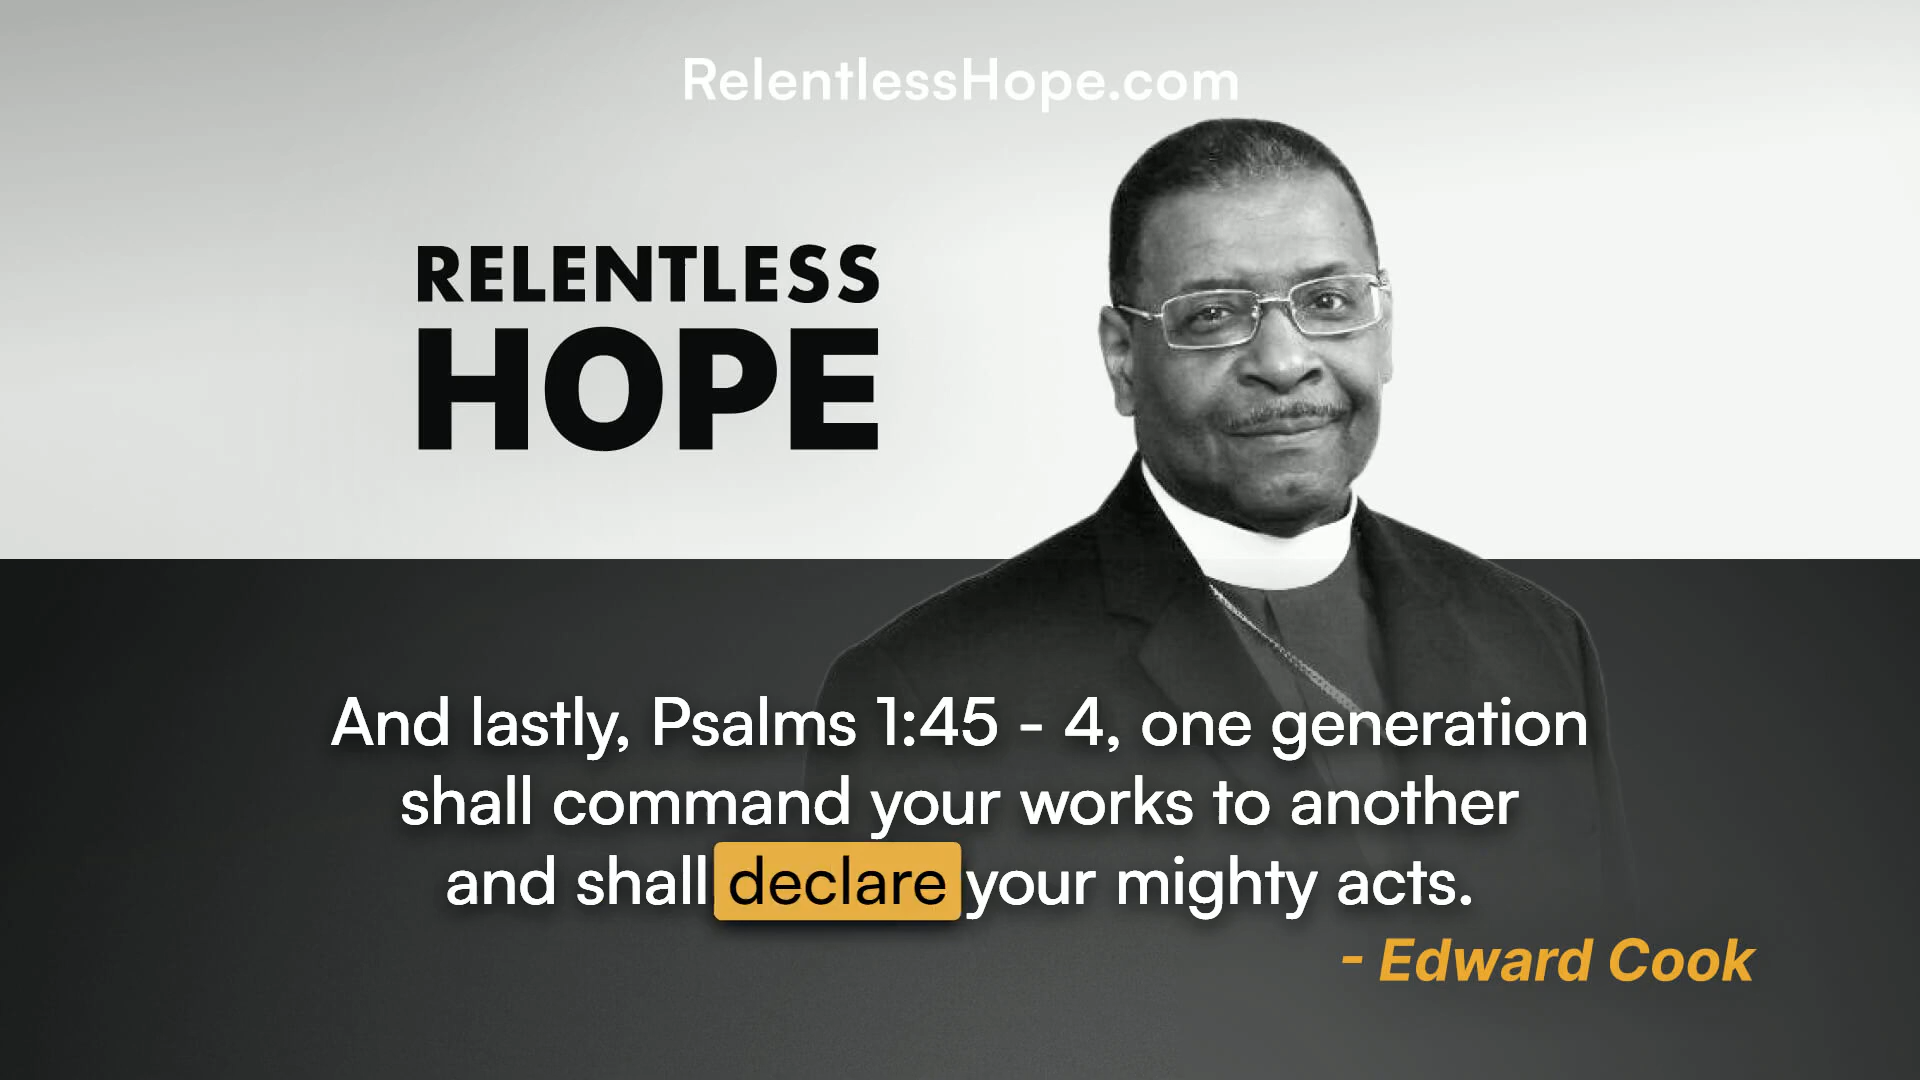 RelentlessHope.com
RELENTLESS
HOPE
And lastly, Psalms 1:45 - 4, one generation
shall command your works to another
and shall declare your mighty acts.
- Edward Cook